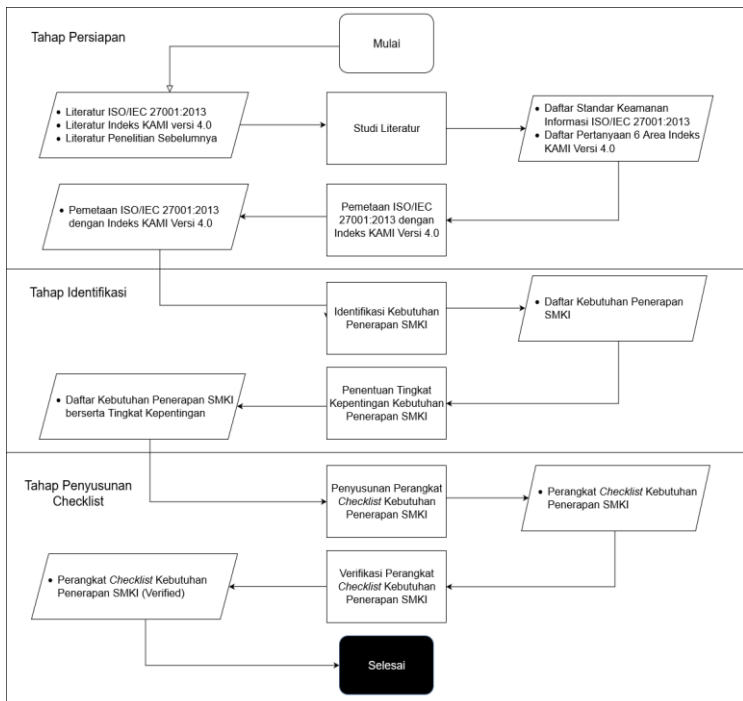 Tahap Persiapan
Mulai
• Literatur ISO/IEC 27001:2013
• Literatur Indeks KAMI versi 4.0
• Literatur Penelitian Sebelumnya
Studi Literatur
• Daftar Standar Keamanan
Informasi ISO/IEC 27001:2013
• Daftar Pertanyaan 6 Area Indeks
KAMI Versi 4.0
• Pemetaan ISO/IEC 27001:2013
dengan Indeks KAMI Versi 4.0
Pemetaan ISO/IEC
27001:2013 dengan
Indeks KAMI Versi 4.0
Tahap Identifikasi
Identifikasi Kebutuhan
Penerapan SMKI
• Daftar Kebutuhan Penerapan
SMKI
• Daftar Kebutuhan Penerapan SMKI
berserta Tingkat Kepentingan
Penentuan Tingkat
Kepentingan Kebutuhan
Penerapan SMKI
Tahap Penyusunan
Checklist
Penyusunan Perangkat
Checklist Kebutuhan
Penerapan SMKI
• Perangkat Checklist Kebutuhan
Penerapan SMKI
• Perangkat Checklist Kebutuhan
Penerapan SMKI (Verified)
Verifikasi Perangkat
Checklist Kebutuhan
Penerapan SMKI
Selesai